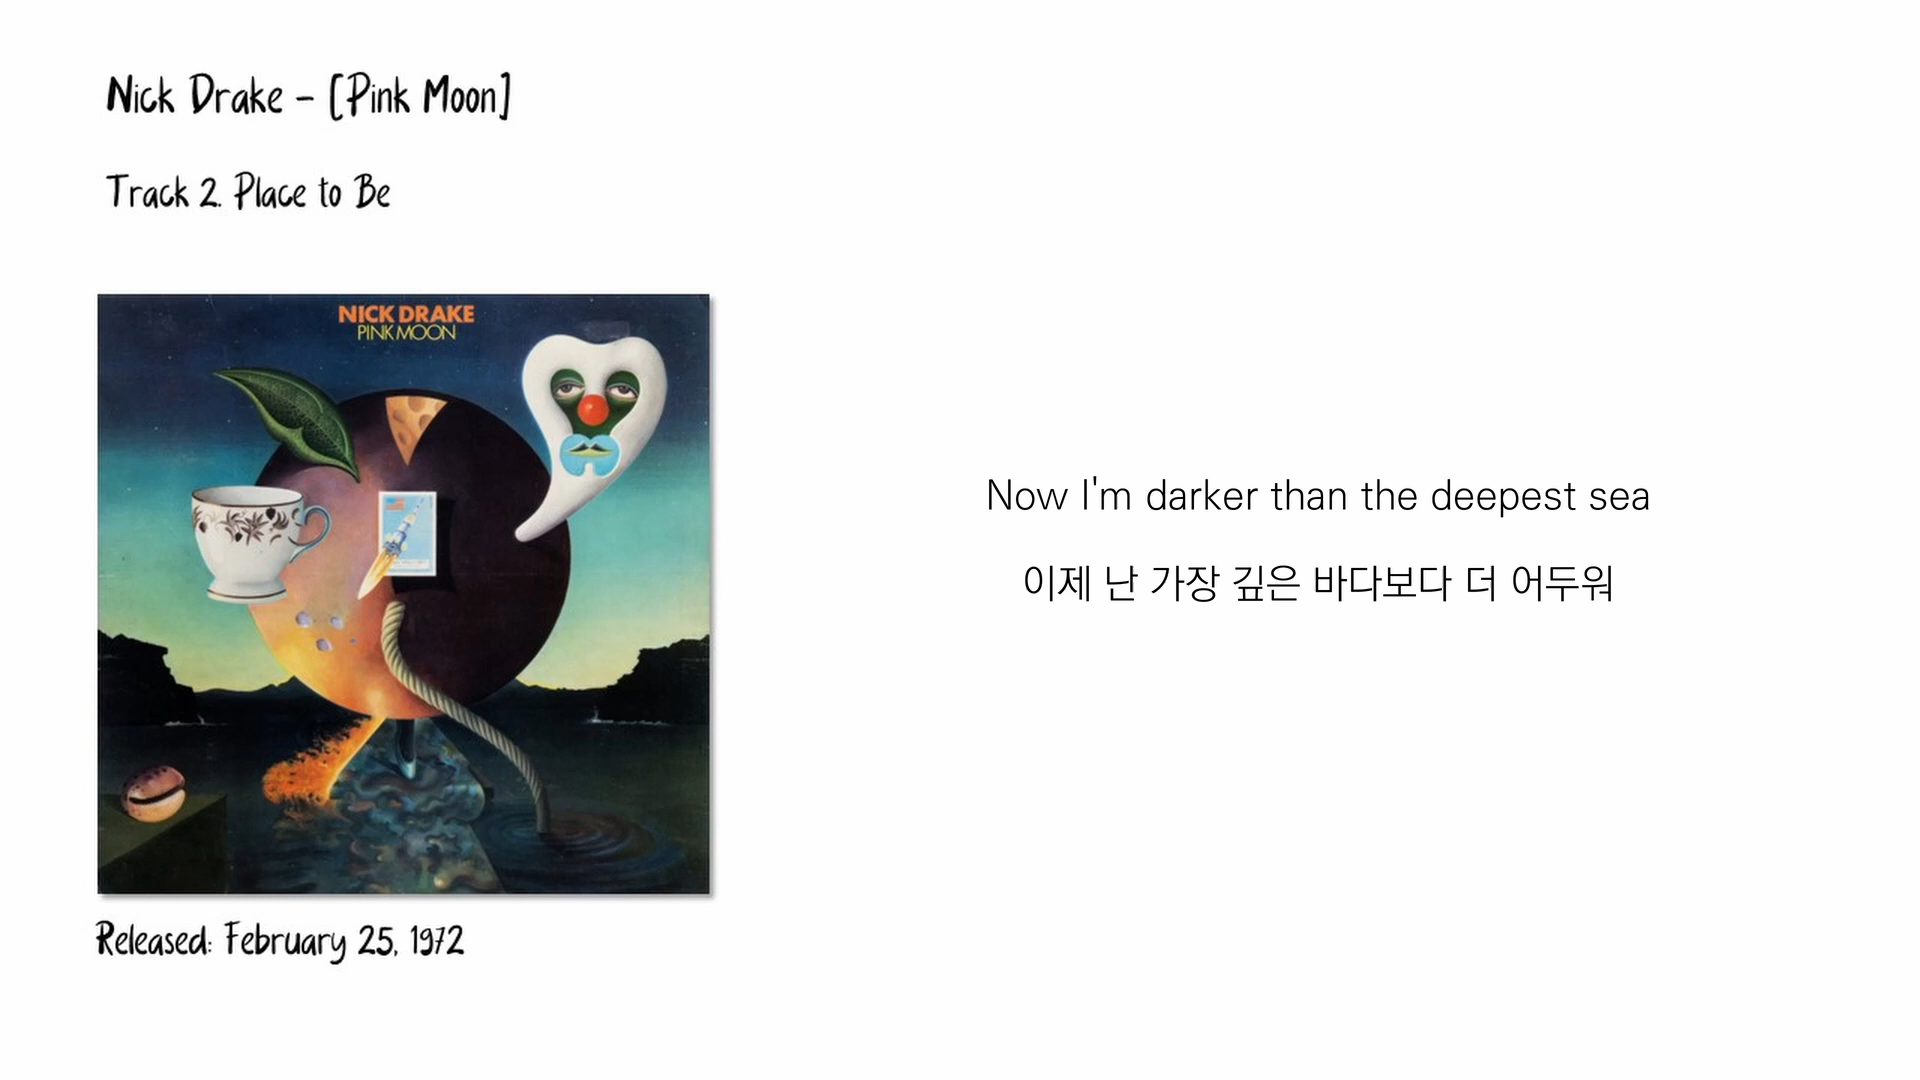 Nick Drake - [Pink Moon]
Track 2. Place to Be
NICK DRAKE
PINK MOON
Now I'm darker than the deepest sea
이제 난 가장 깊은 바다보다 더 어두워
Released: February 25, 1972